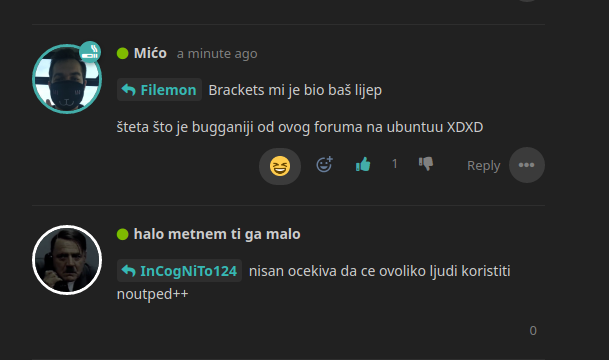 Mićo a minute ago
Filemon Brackets mi je bio baš lijep
šteta što je bugganiji od ovog foruma na ubuntuu XDXD
1 Reply
halo metnem ti ga malo
InCogNiTo124 nisan ocekiva da ce ovoliko ljudi koristiti
noutped++
0